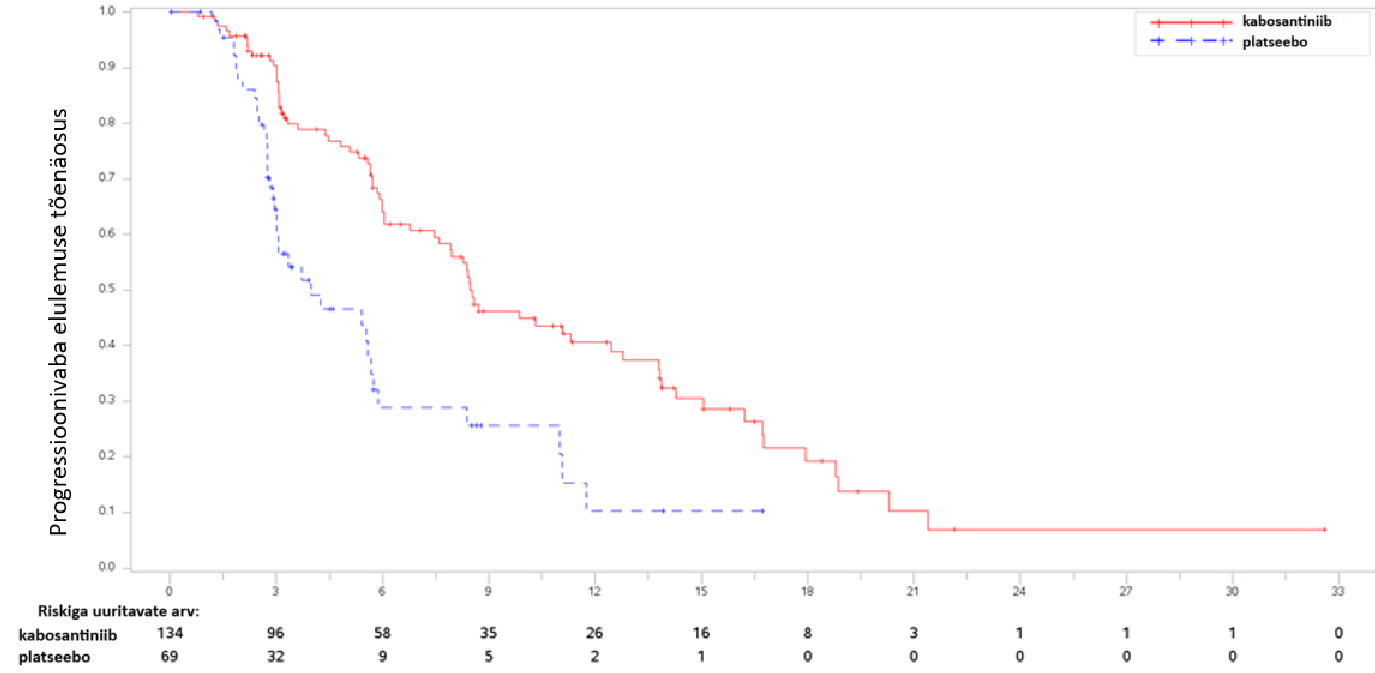 kabosantiniib
platseebo
Progressioonivaba elulemuse tõenäosus
1.0
0.9
0.8
0.7
0.6
0.5
0.4
0.3
0.2
0.1
0.0
0 3 6 9 12 15 18 21 24 27 30 33
Riskiga uuritavate arv:
kabosantiniib 134 96 58 35 26 16 8 3 1 1 1 0
platseebo 69 32 9 5 2 1 0 0 0 0 0 0